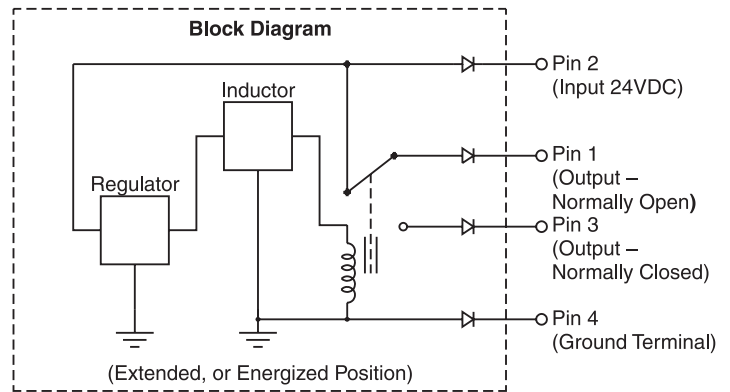 Block Diagram
Pin 2
(Input 24VDC)
Inductor
Pin 1
(Output –
Normally Open)
Regulator
Pin 3
(Output –
Normally Closed)
Pin 4
(Ground Terminal)
(Extended, or Energized Position)